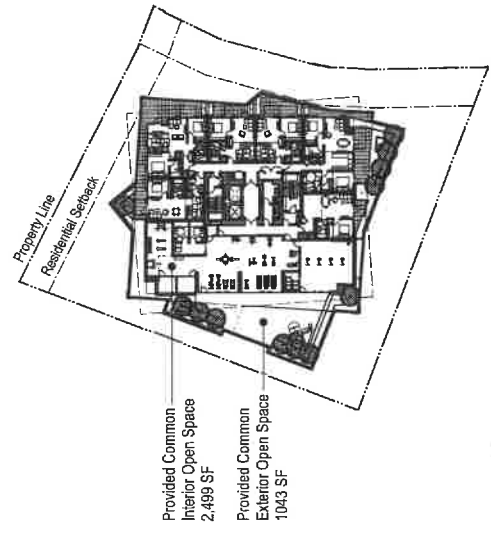 Property Line
Residential Setback
Provided Common
Interior Open Space
2,499 SF
Provided Common
Exterior Open Space
1043 SF